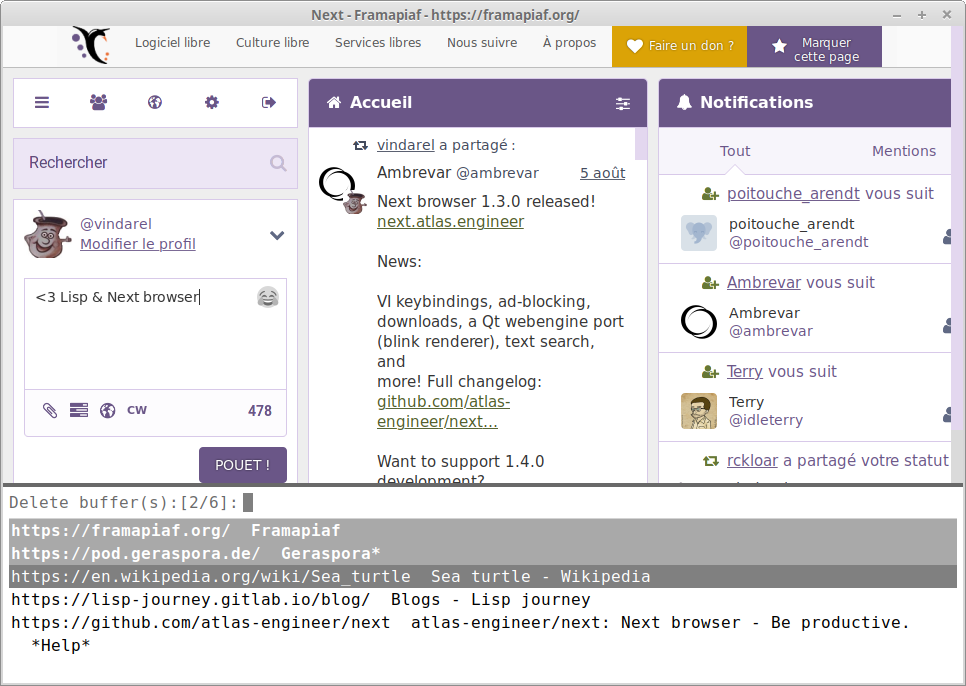 Next - Framapiaf - https://framapiaf.org/
Logiciel libre
Culture libre
Services libres
Nous suivre
À propos
Faire un don ?
Marquer
cette page
Rechercher
@vindarel
Modifier le profil
<3 Lisp & Next browser
CW
478
POUET !
Accueil
vindarel a partagé :
Ambrevar @ambrevar
5 août
Next browser 1.3.0 released!
next.atlas.engineer
News:
VI keybindings, ad-blocking,
downloads, a Qt webengine port
(blink renderer), text search,
and
more! Full changelog:
github.com/atlas-
engineer/next...
Want to support 1.4.0
development?
Notifications
Tout
Mentions
poitouche_arendt vous suit
poitouche_arendt
@poitouche_arendt
Ambrevar vous suit
Ambrevar
@ambrevar
Terry vous suit
Terry
@idleterry
rckloar a partagé votre statut
Delete buffer(s):[2/6]:
https://framapiaf.org/  Framapiaf
https://pod.geraspora.de/  Geraspora*
https://en.wikipedia.org/wiki/Sea_turtle  Sea turtle - Wikipedia
https://lisp-journey.gitlab.io/blog/  Blogs - Lisp journey
https://github.com/atlas-engineer/next  atlas-engineer/next: Next browser - Be productive.
*Help*